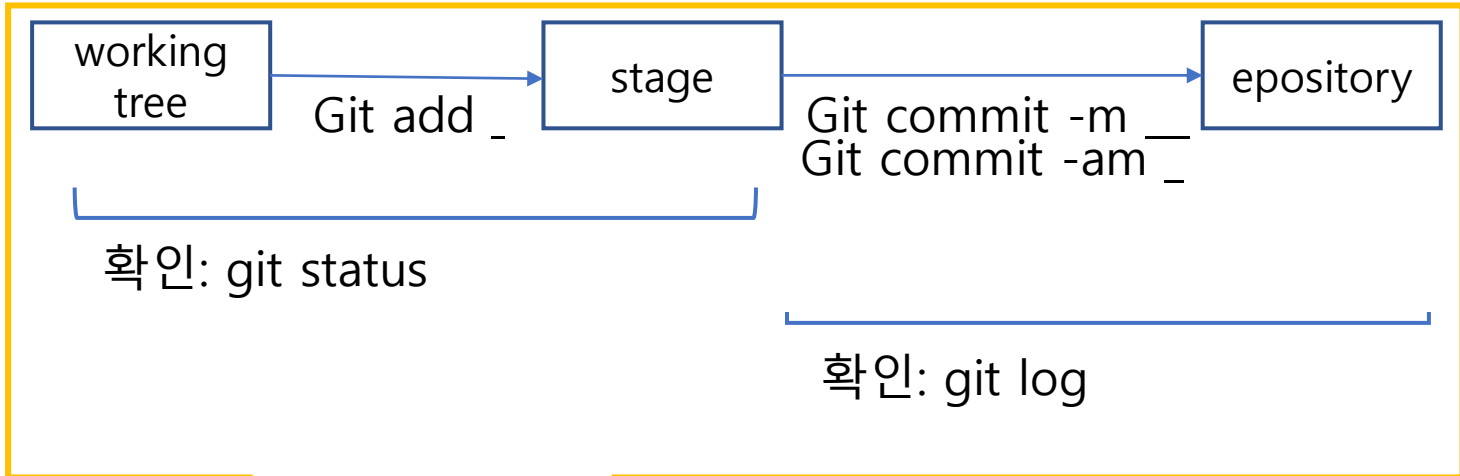 working
tree
Git add _
stage
Git commit -m __
Git commit -am _
epository
확인: git status
확인: git log